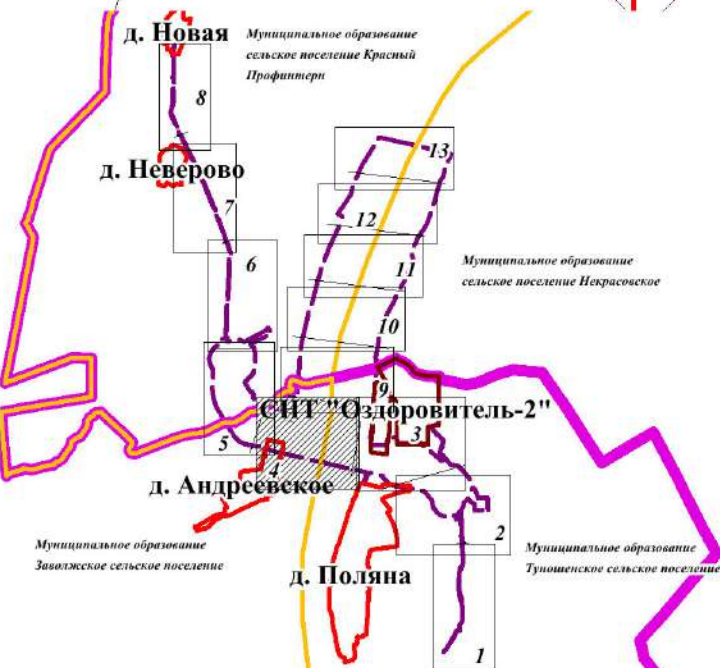 д. Новая
Муниципальное образование
сельское поселение Красный
Профинтерн
8
13
д. Неверово
7
12
6
11
Муниципальное образование
сельское поселение Некрасовское
10
9
СНТ "Оздоровитель-2"
3
5
4
д. Андреевское
2
Муниципальное образование
Заволжское сельское поселение
Муниципальное образование
Туношенское сельское поселение
д. Поляна
1